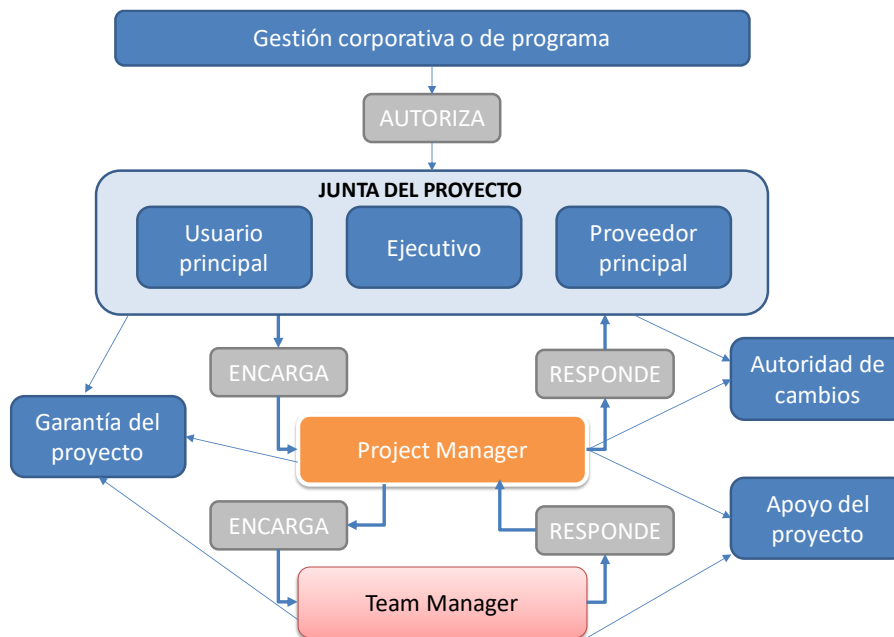 Gestión corporativa o de programa
AUTORIZA
JUNTA DEL PROYECTO
Usuario
principal
Ejecutivo
Proveedor
principal
ENCARGA
RESPONDE
Autoridad de
cambios
Garantía del
proyecto
Project Manager
ENCARGA
RESPONDE
Apoyo del
proyecto
Team Manager